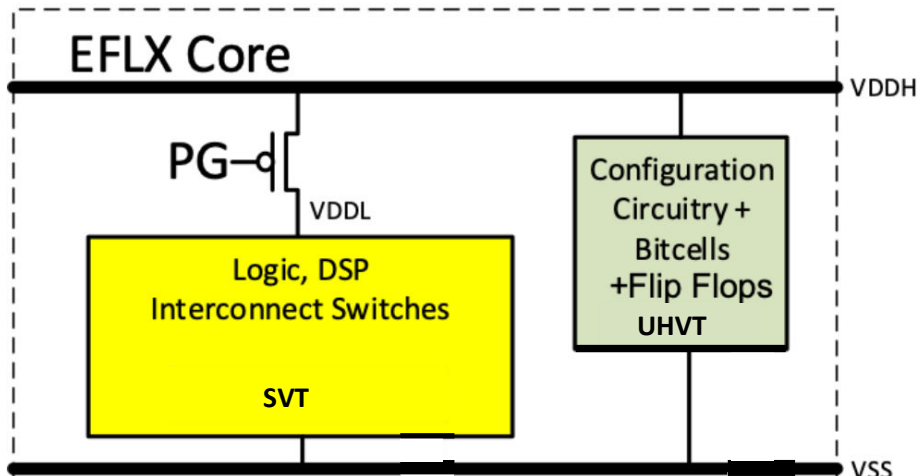 EFLX Core
VDDH
PG
VDDL
Logic, DSP
Interconnect Switches
SVT
Configuration
Circuitry +
Bitcells
+Flip Flops
UHVT
VSS